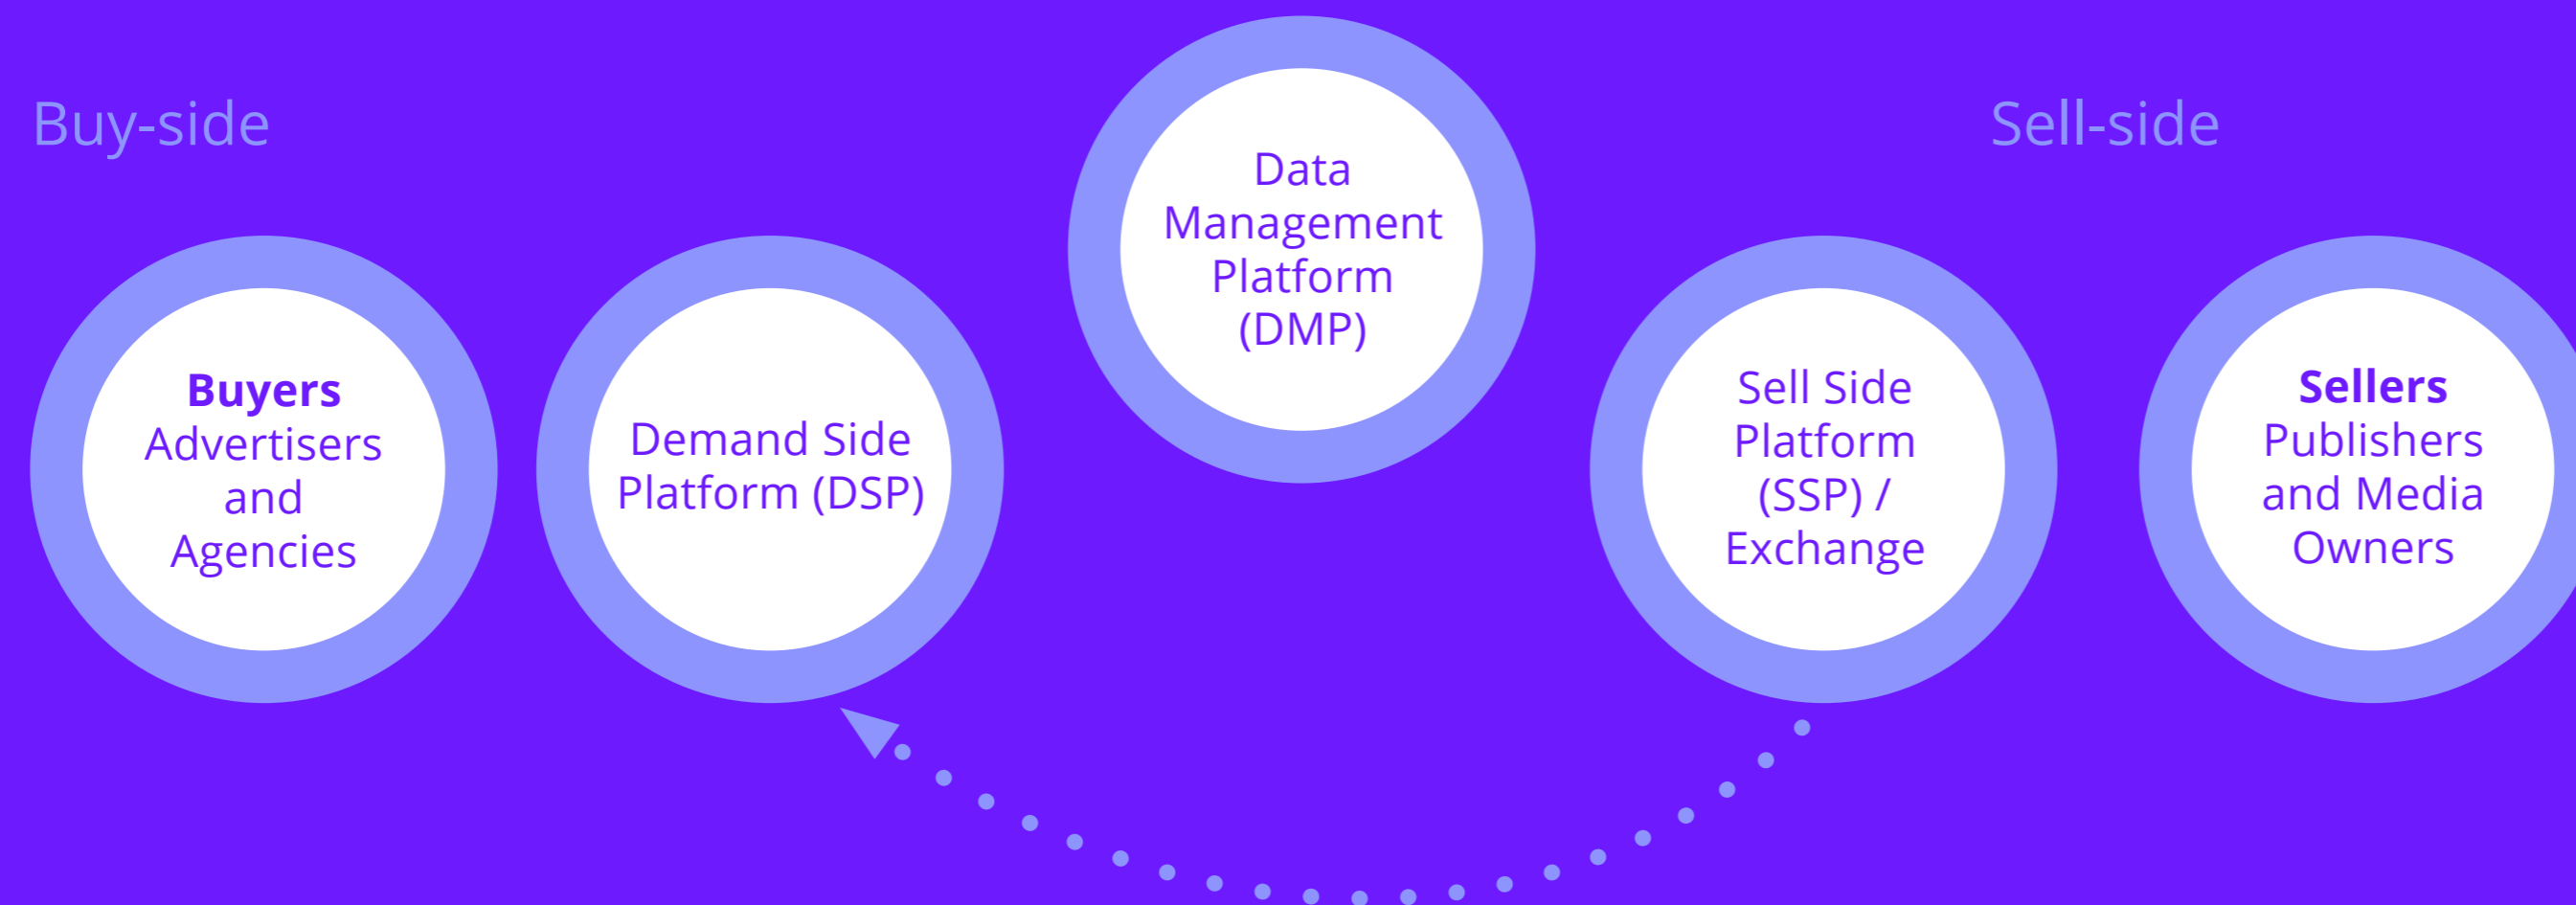 Buy-side
Sell-side
Buyers
Advertisers
and
Agencies
Demand Side
Platform (DSP)
Data
Management
Platform
(DMP)
Sell Side
Platform
(SSP) /
Exchange
Sellers
Publishers
and Media
Owners